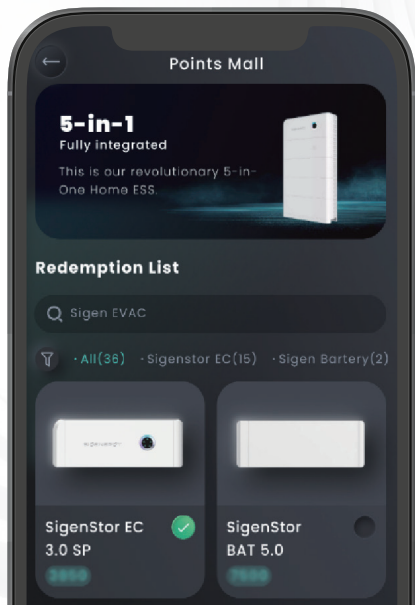 Points Mall
5-in-1
Fully integrated
This is our revolutionary 5-in-
One Home ESS.
Redemption List
Sigen EVAC
·All(36) ·Sigenstor EC(15) ·Sigen Bartery(2)
SigenStor EC
3.0 SP
SigenStor
BAT 5.0